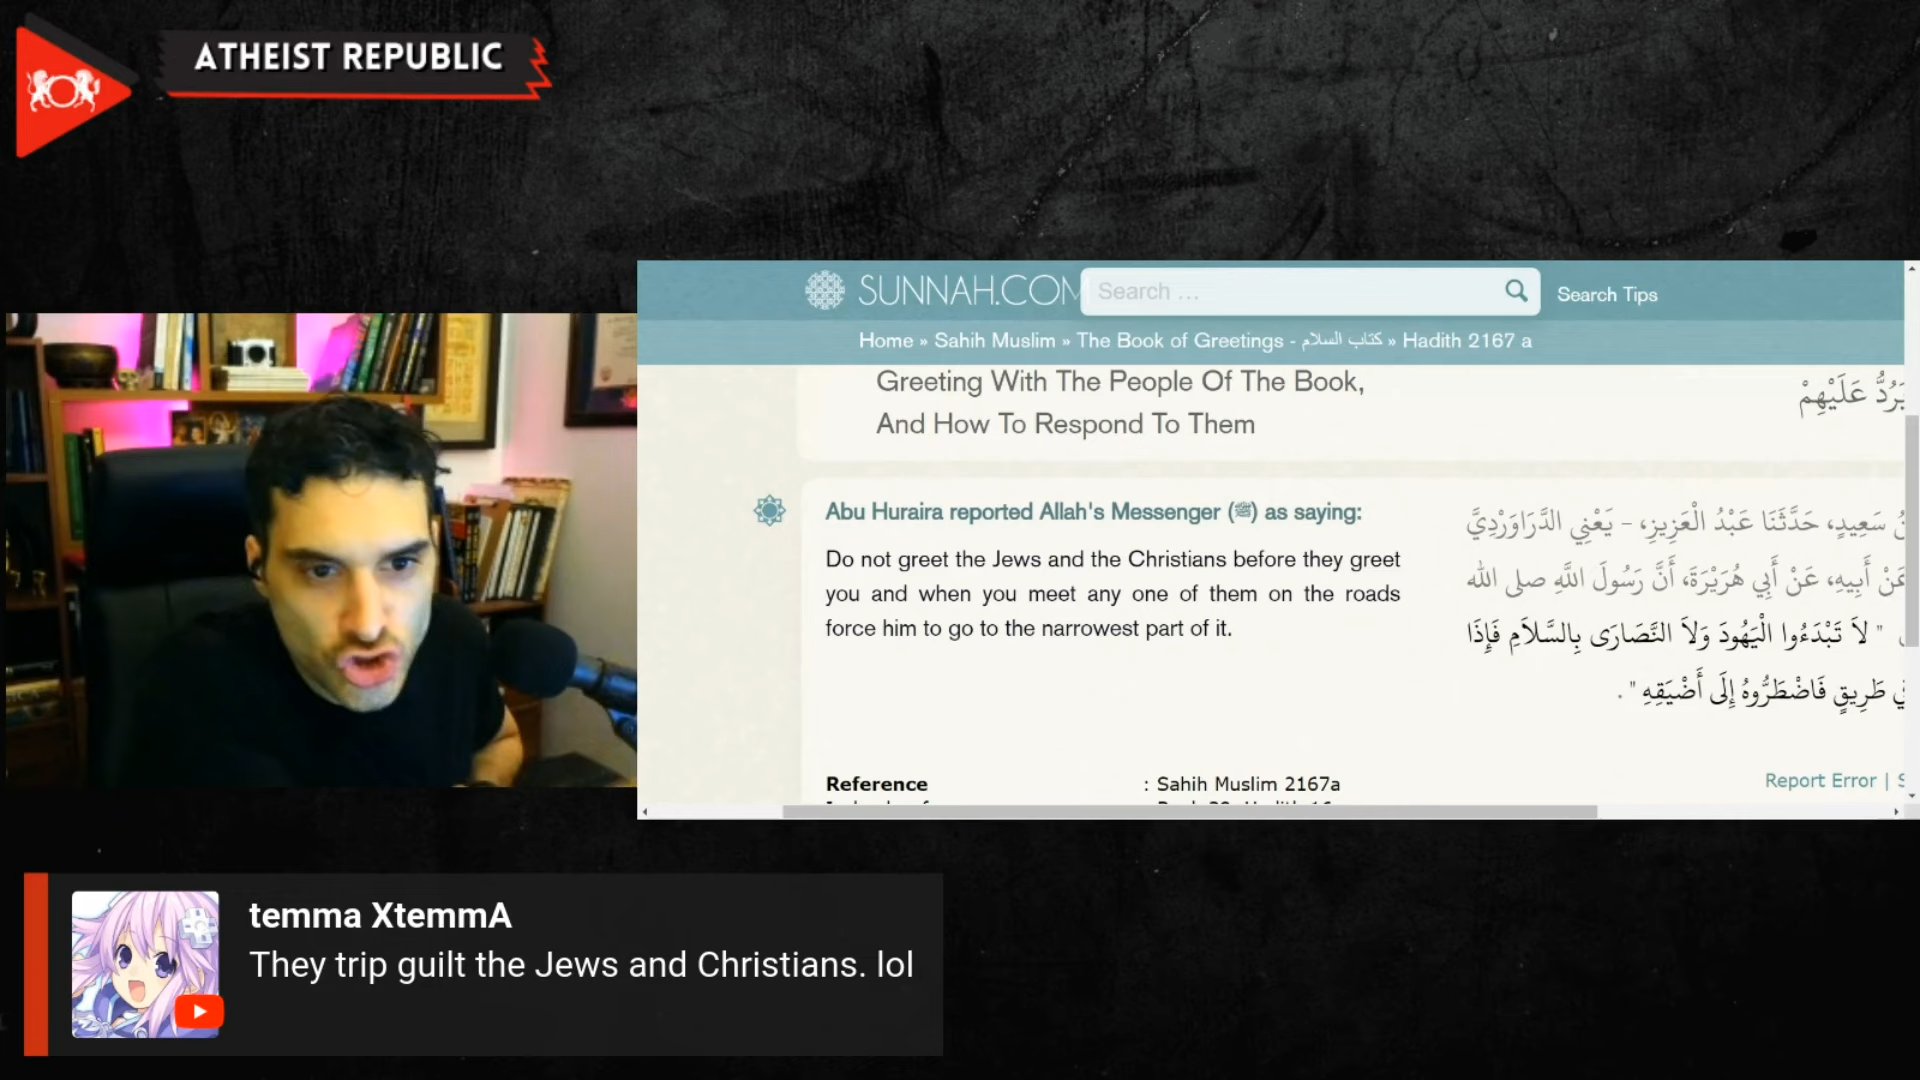 ATHEIST REPUBLIC
SUNNAH.COM
Search ...
Search Tips
Home » Sahih Muslim » The Book of Greetings - كتاب السلام » Hadith 2167 a
Greeting With The People Of The Book,
And How To Respond To Them
يَرُدُّ عَلَيْهِمْ
Abu Huraira reported Allah's Messenger (ﷺ) as saying:
Do not greet the Jews and the Christians before they greet
you and when you meet any one of them on the roads
force him to go to the narrowest part of it.
سَعِيدٍ، حَدَّثَنَا عَبْدُ الْعَزِيزِ، - يَعْنِي الدَّرَاوَرْدِيَّ
عَنْ أَبِيهِ، عَنْ أَبِي هُرَيْرَةَ، أَنَّ رَسُولَ اللَّهِ صلى الله
" لاَ تَبْدَءُوا الْيَهُودَ وَلاَ النَّصَارَى بِالسَّلاَمِ فَإِذَا
طَرِيقٍ فَاضْطَرُّوهُ إِلَى أَضْيَقِهِ " .
Reference : Sahih Muslim 2167a
Report Error |
temma XtemmA
They trip guilt the Jews and Christians. lol